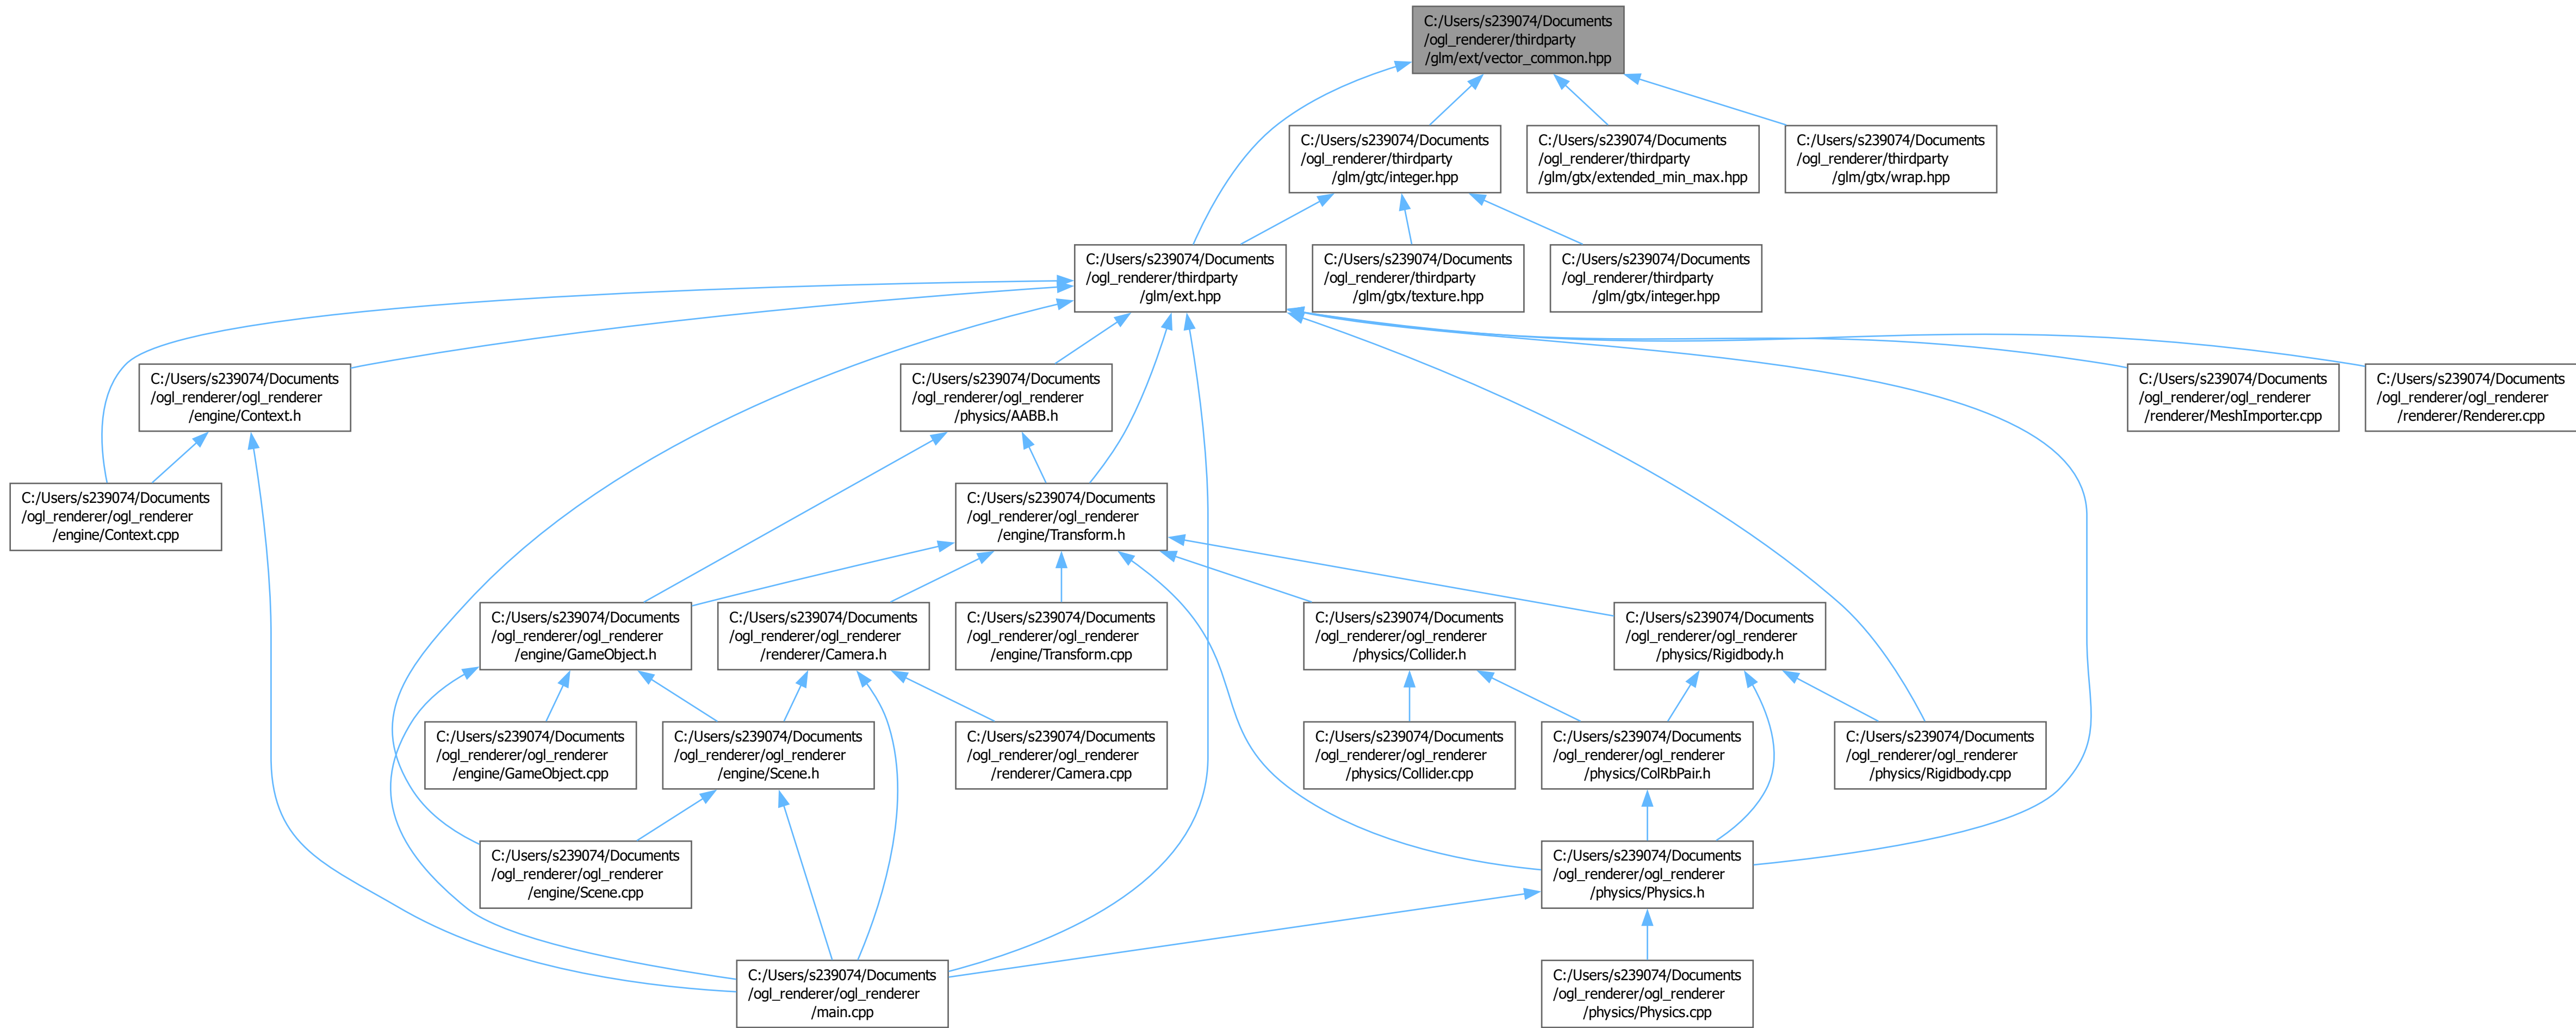 C:/Users/s239074/Documents
/ogl_renderer/thirdparty
/glm/ext/vector_common.hpp
C:/Users/s239074/Documents
/ogl_renderer/thirdparty
/glm/gtc/integer.hpp
C:/Users/s239074/Documents
/ogl_renderer/thirdparty
/glm/gtx/extended_min_max.hpp
C:/Users/s239074/Documents
/ogl_renderer/thirdparty
/glm/gtx/wrap.hpp
C:/Users/s239074/Documents
/ogl_renderer/thirdparty
/glm/ext.hpp
C:/Users/s239074/Documents
/ogl_renderer/thirdparty
/glm/gtx/texture.hpp
C:/Users/s239074/Documents
/ogl_renderer/thirdparty
/glm/gtx/integer.hpp
C:/Users/s239074/Documents
/ogl_renderer/ogl_renderer
/engine/Context.h
C:/Users/s239074/Documents
/ogl_renderer/ogl_renderer
/physics/AABB.h
C:/Users/s239074/Documents
/ogl_renderer/ogl_renderer
/renderer/MeshImporter.cpp
C:/Users/s239074/Documents
/ogl_renderer/ogl_renderer
/renderer/Renderer.cpp
C:/Users/s239074/Documents
/ogl_renderer/ogl_renderer
/engine/Context.cpp
C:/Users/s239074/Documents
/ogl_renderer/ogl_renderer
/engine/Transform.h
C:/Users/s239074/Documents
/ogl_renderer/ogl_renderer
/engine/GameObject.h
C:/Users/s239074/Documents
/ogl_renderer/ogl_renderer
/renderer/Camera.h
C:/Users/s239074/Documents
/ogl_renderer/ogl_renderer
/engine/Transform.cpp
C:/Users/s239074/Documents
/ogl_renderer/ogl_renderer
/physics/Collider.h
C:/Users/s239074/Documents
/ogl_renderer/ogl_renderer
/physics/Rigidbody.h
C:/Users/s239074/Documents
/ogl_renderer/ogl_renderer
/engine/GameObject.cpp
C:/Users/s239074/Documents
/ogl_renderer/ogl_renderer
/engine/Scene.h
C:/Users/s239074/Documents
/ogl_renderer/ogl_renderer
/renderer/Camera.cpp
C:/Users/s239074/Documents
/ogl_renderer/ogl_renderer
/physics/Collider.cpp
C:/Users/s239074/Documents
/ogl_renderer/ogl_renderer
/physics/ColRbPair.h
C:/Users/s239074/Documents
/ogl_renderer/ogl_renderer
/physics/Rigidbody.cpp
C:/Users/s239074/Documents
/ogl_renderer/ogl_renderer
/engine/Scene.cpp
C:/Users/s239074/Documents
/ogl_renderer/ogl_renderer
/physics/Physics.h
C:/Users/s239074/Documents
/ogl_renderer/ogl_renderer
/main.cpp
C:/Users/s239074/Documents
/ogl_renderer/ogl_renderer
/physics/Physics.cpp